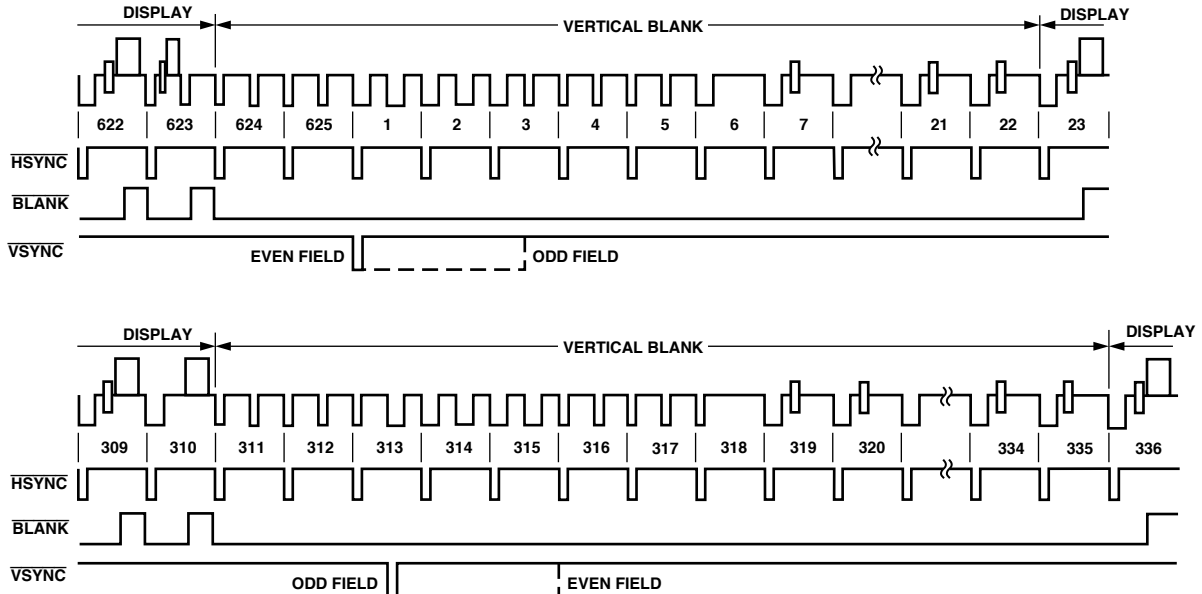 DISPLAY VERTICAL BLANK DISPLAY
622 623 624 625 1 2 3 4 5 6 7 21 22 23
HSYNC
BLANK
VSYNC
EVEN FIELD ODD FIELD
DISPLAY VERTICAL BLANK DISPLAY
309 310 311 312 313 314 315 316 317 318 319 320 334 335 336
HSYNC
BLANK
VSYNC
ODD FIELD EVEN FIELD